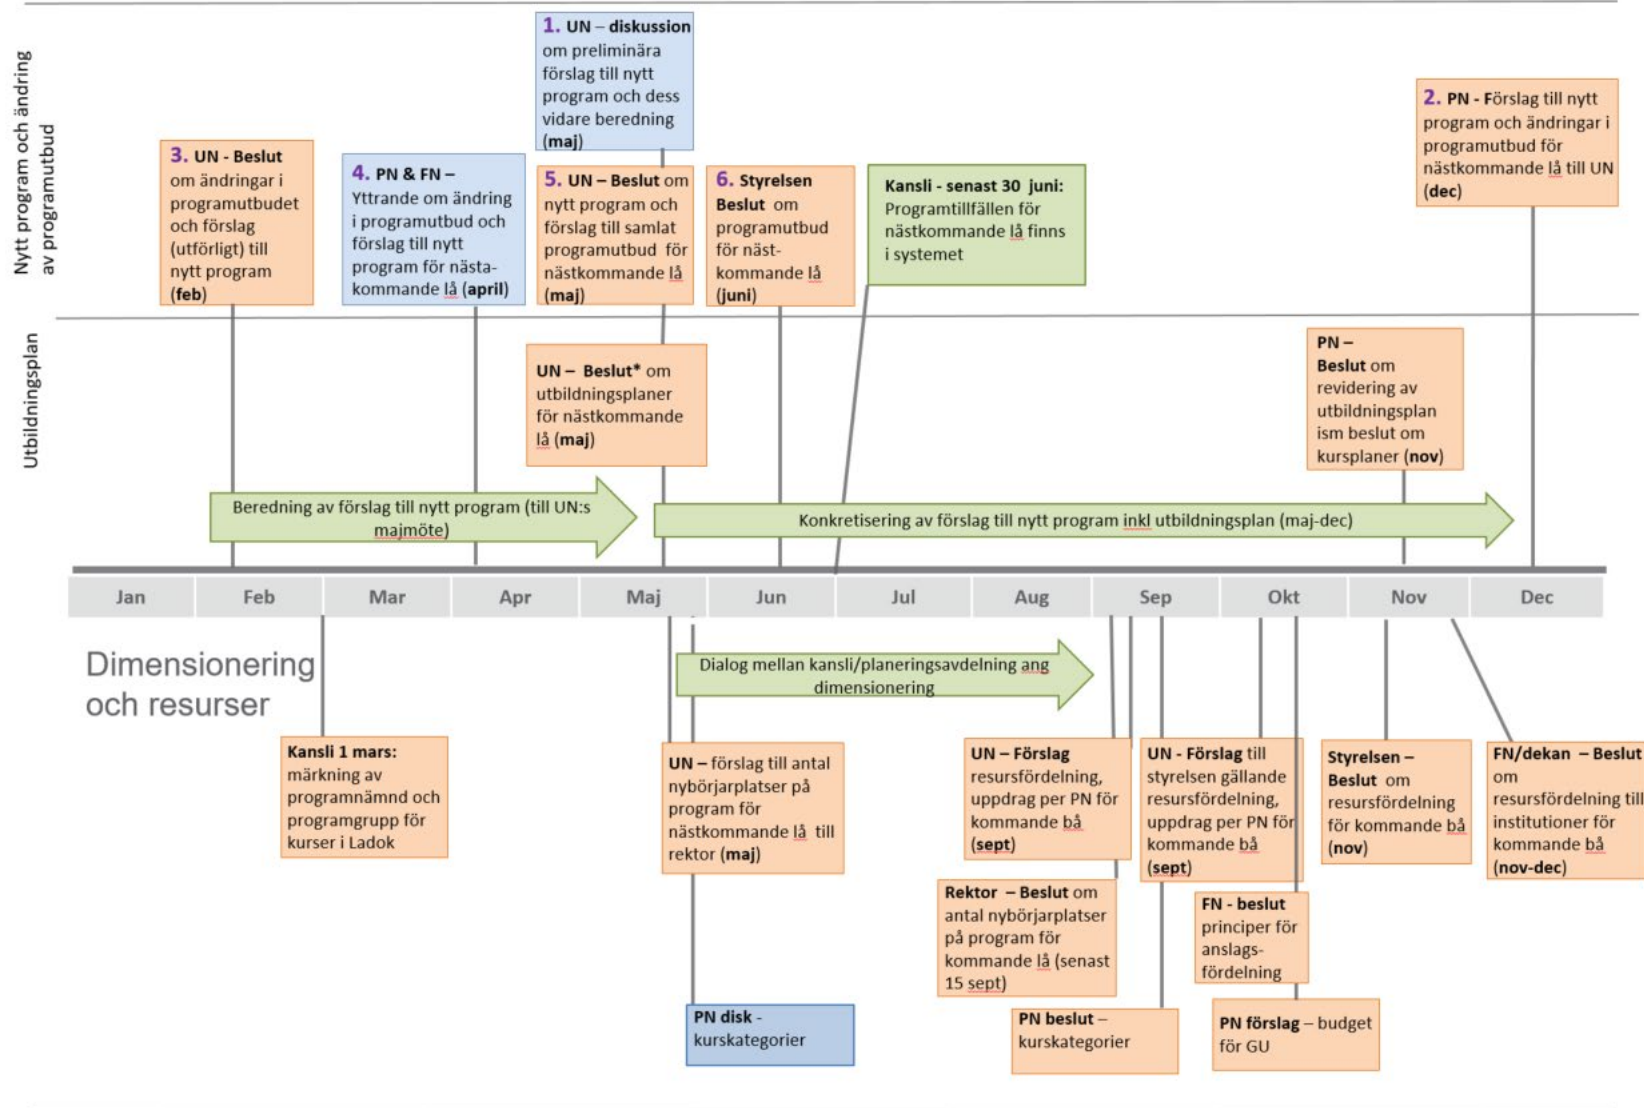 Nytt program och ändring
av programutbud
1. UN – diskussion
om preliminära
förslag till nytt
program och dess
vidare beredning
(maj)
2. PN - Förslag till nytt
program och ändringar i
programutbud för
nästkommande lå till UN
(dec)
3. UN - Beslut
om ändringar i
programutbudet
och förslag
(utförligt) till
nytt program
(feb)
4. PN & FN –
Yttrande om ändring
i programutbud och
förslag till nytt
program för nästa-
kommande lå (april)
5. UN – Beslut om
nytt program och
förslag till samlat
programutbud för
nästkommande lå
(maj)
6. Styrelsen
Beslut om
programutbud
för näst-
kommande lå
(juni)
Kansli - senast 30 juni:
Programtillfällen för
nästkommande lå finns
i systemet
Utbildningsplan
UN – Beslut* om
utbildningsplaner
för nästkommande
lå (maj)
PN –
Beslut om
revidering av
utbildningsplan
ism beslut om
kursplaner (nov)
Beredning av förslag till nytt program (till UN:s
majmöte)
Konkretisering av förslag till nytt program inkl utbildningsplan (maj-dec)
Jan Feb Mar Apr Maj Jun Jul Aug Sep Okt Nov Dec
Dimensionering
och resurser
Dialog mellan kansli/planeringsavdelning ang
dimensionering
Kansli 1 mars:
märkning av
programnämnd och
programgrupp för
kurser i Ladok
UN – förslag till antal
nybörjarplatser på
program för
nästkommande lå till
rektor (maj)
UN – Förslag
resursfördelning,
uppdrag per PN för
kommande bå
(sept)
UN - Förslag till
styrelsen gällande
resursfördelning,
uppdrag per PN för
kommande bå
(sept)
Styrelsen –
Beslut om
resursfördelning
för kommande bå
(nov)
FN/dekan – Beslut
om
resursfördelning till
institutioner för
kommande bå
(nov-dec)
Rektor – Beslut om
antal nybörjarplatser
på program för
kommande lå (senast
15 sept)
FN - beslut
principer för
anslags-
fördelning
PN disk -
kurskategorier
PN beslut –
kurskategorier
PN förslag – budget
för GU